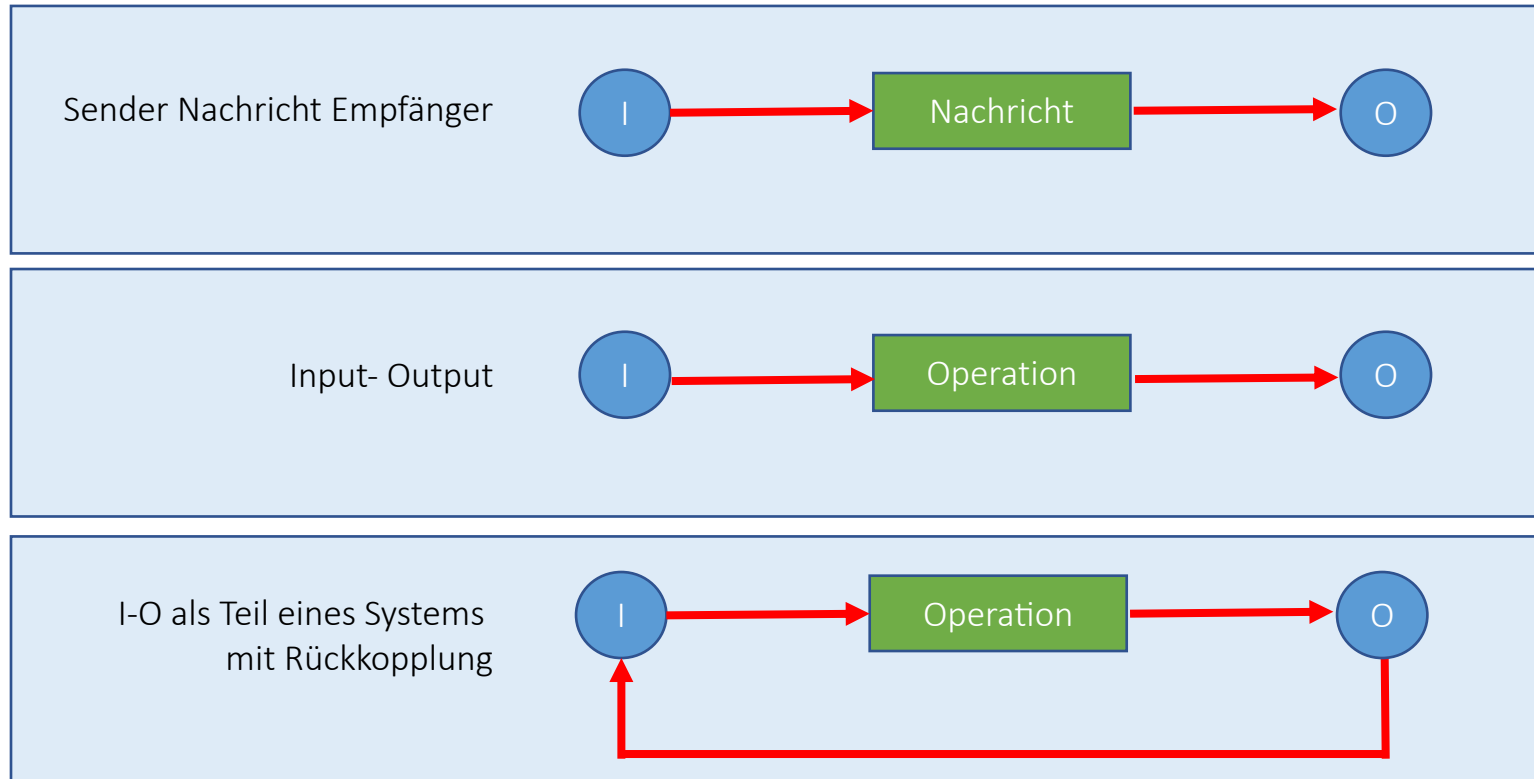 Sender Nachricht Empfänger
I
Nachricht
O
Input- Output
I
Operation
O
I-O als Teil eines Systems
mit Rückkopplung
I
Operation
O